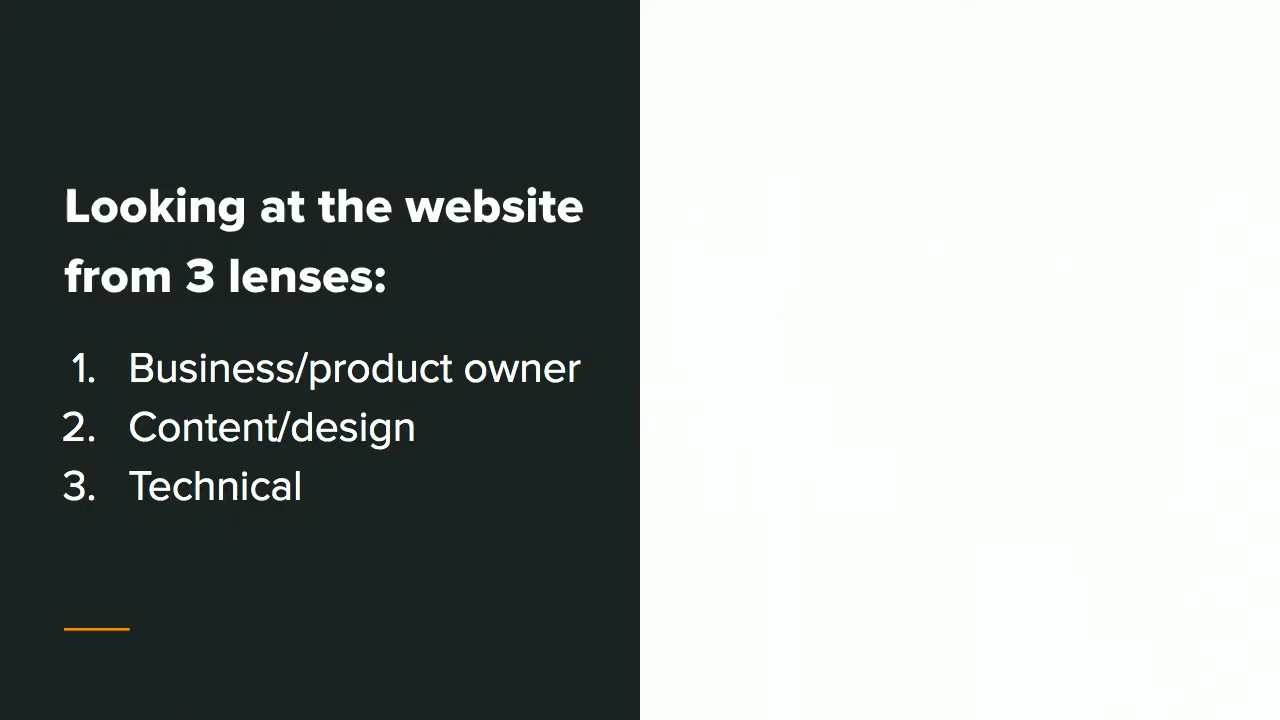 Looking at the website
from 3 lenses:
1. Business/product owner
2. Content/design
3. Technical